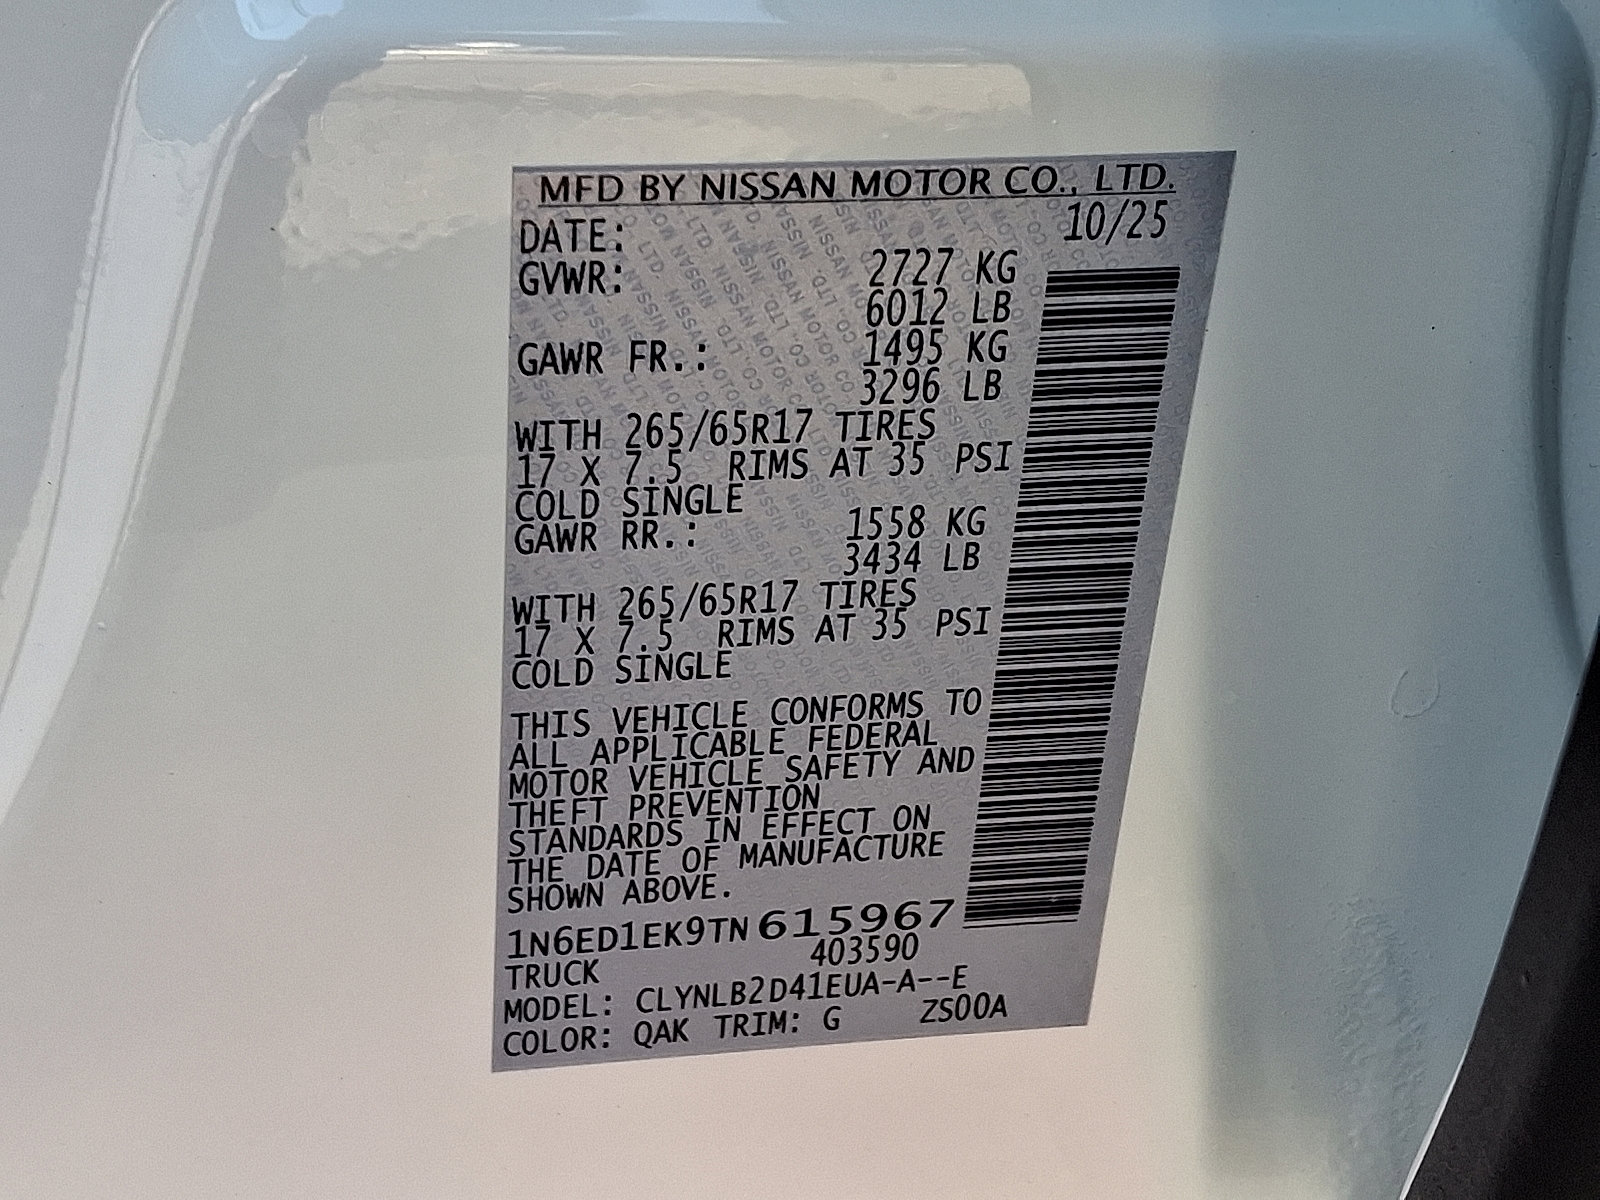 MFD BY NISSAN MOTOR CO., LTD.
DATE: 10/25
GVWR: 2727 KG
6012 LB
GAWR FR.: 1495 KG
3296 LB
WITH 265/65R17 TIRES
17 X 7.5 RIMS AT 35 PSI
COLD SINGLE
GAWR RR.: 1558 KG
3434 LB
WITH 265/65R17 TIRES
17 X 7.5 RIMS AT 35 PSI
COLD SINGLE
THIS VEHICLE CONFORMS TO
ALL APPLICABLE FEDERAL
MOTOR VEHICLE SAFETY AND
THEFT PREVENTION
STANDARDS IN EFFECT ON
THE DATE OF MANUFACTURE
SHOWN ABOVE.
1N6ED1EK9TN615967
403590
TRUCK
MODEL: CLYNLB2D41EUA-A--E
COLOR: QAK TRIM: G ZS00A